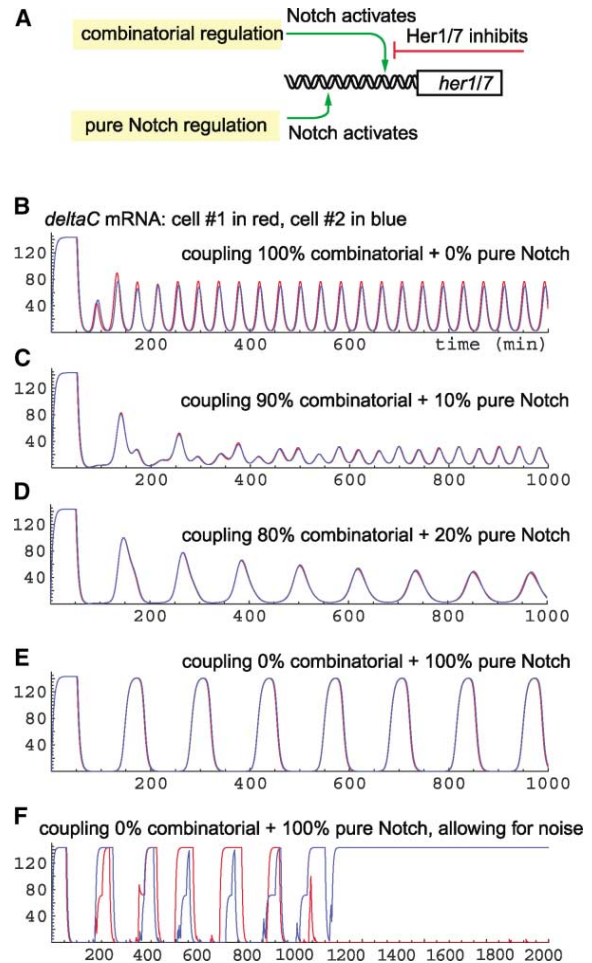 A
Notch activates
combinatorial regulation
Her1/7 inhibits
her1/7
pure Notch regulation
Notch activates
B
deltaC mRNA: cell #1 in red, cell #2 in blue
coupling 100% combinatorial + 0% pure Notch
120
80
40
200 400 600 time (min)
C
coupling 90% combinatorial + 10% pure Notch
120
80
40
200 400 600 800 1000
D
coupling 80% combinatorial + 20% pure Notch
120
80
40
200 400 600 800 1000
E
coupling 0% combinatorial + 100% pure Notch
120
80
40
200 400 600 800 1000
F
coupling 0% combinatorial + 100% pure Notch, allowing for noise
120
80
40
200 400 600 800 1000 1200 1400 1600 1800 2000